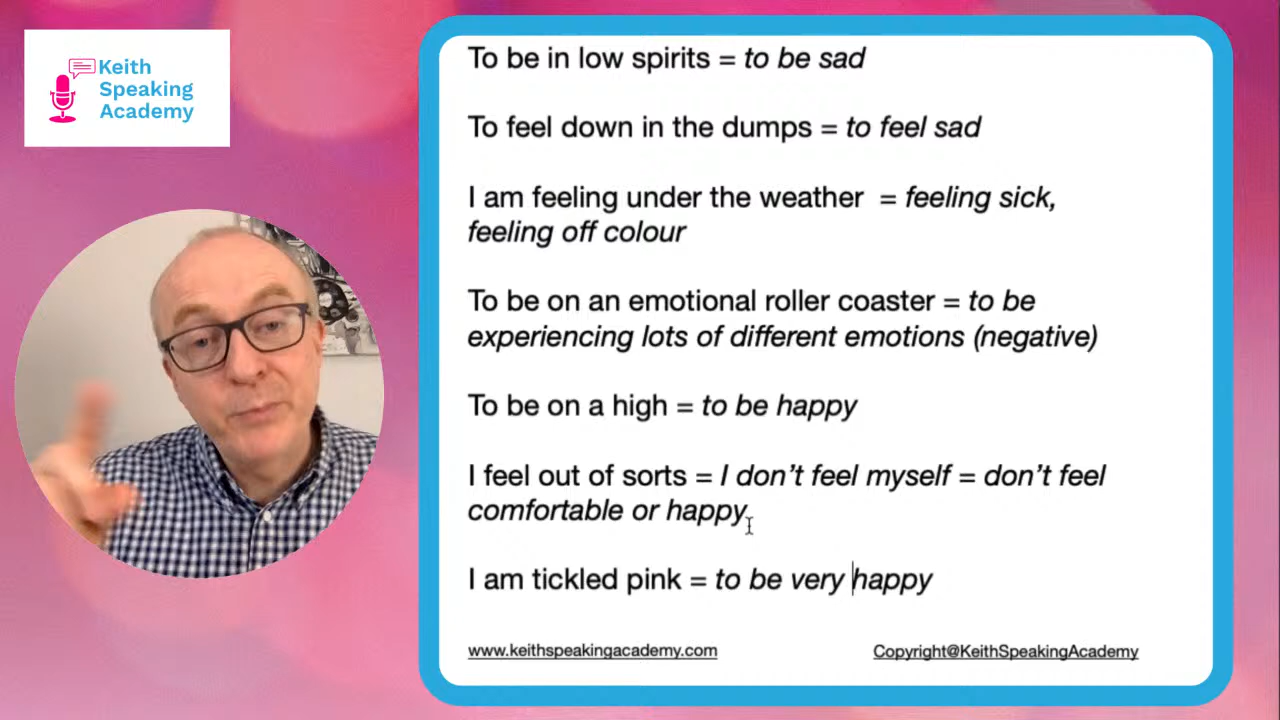 Keith
Speaking
Academy
To be in low spirits = to be sad
To feel down in the dumps = to feel sad
I am feeling under the weather = feeling sick,
feeling off colour
To be on an emotional roller coaster = to be
experiencing lots of different emotions (negative)
To be on a high = to be happy
I feel out of sorts = I don’t feel myself = don’t feel
comfortable or happy
I am tickled pink = to be very happy
www.keithspeakingacademy.com
Copyright@KeithSpeakingAcademy